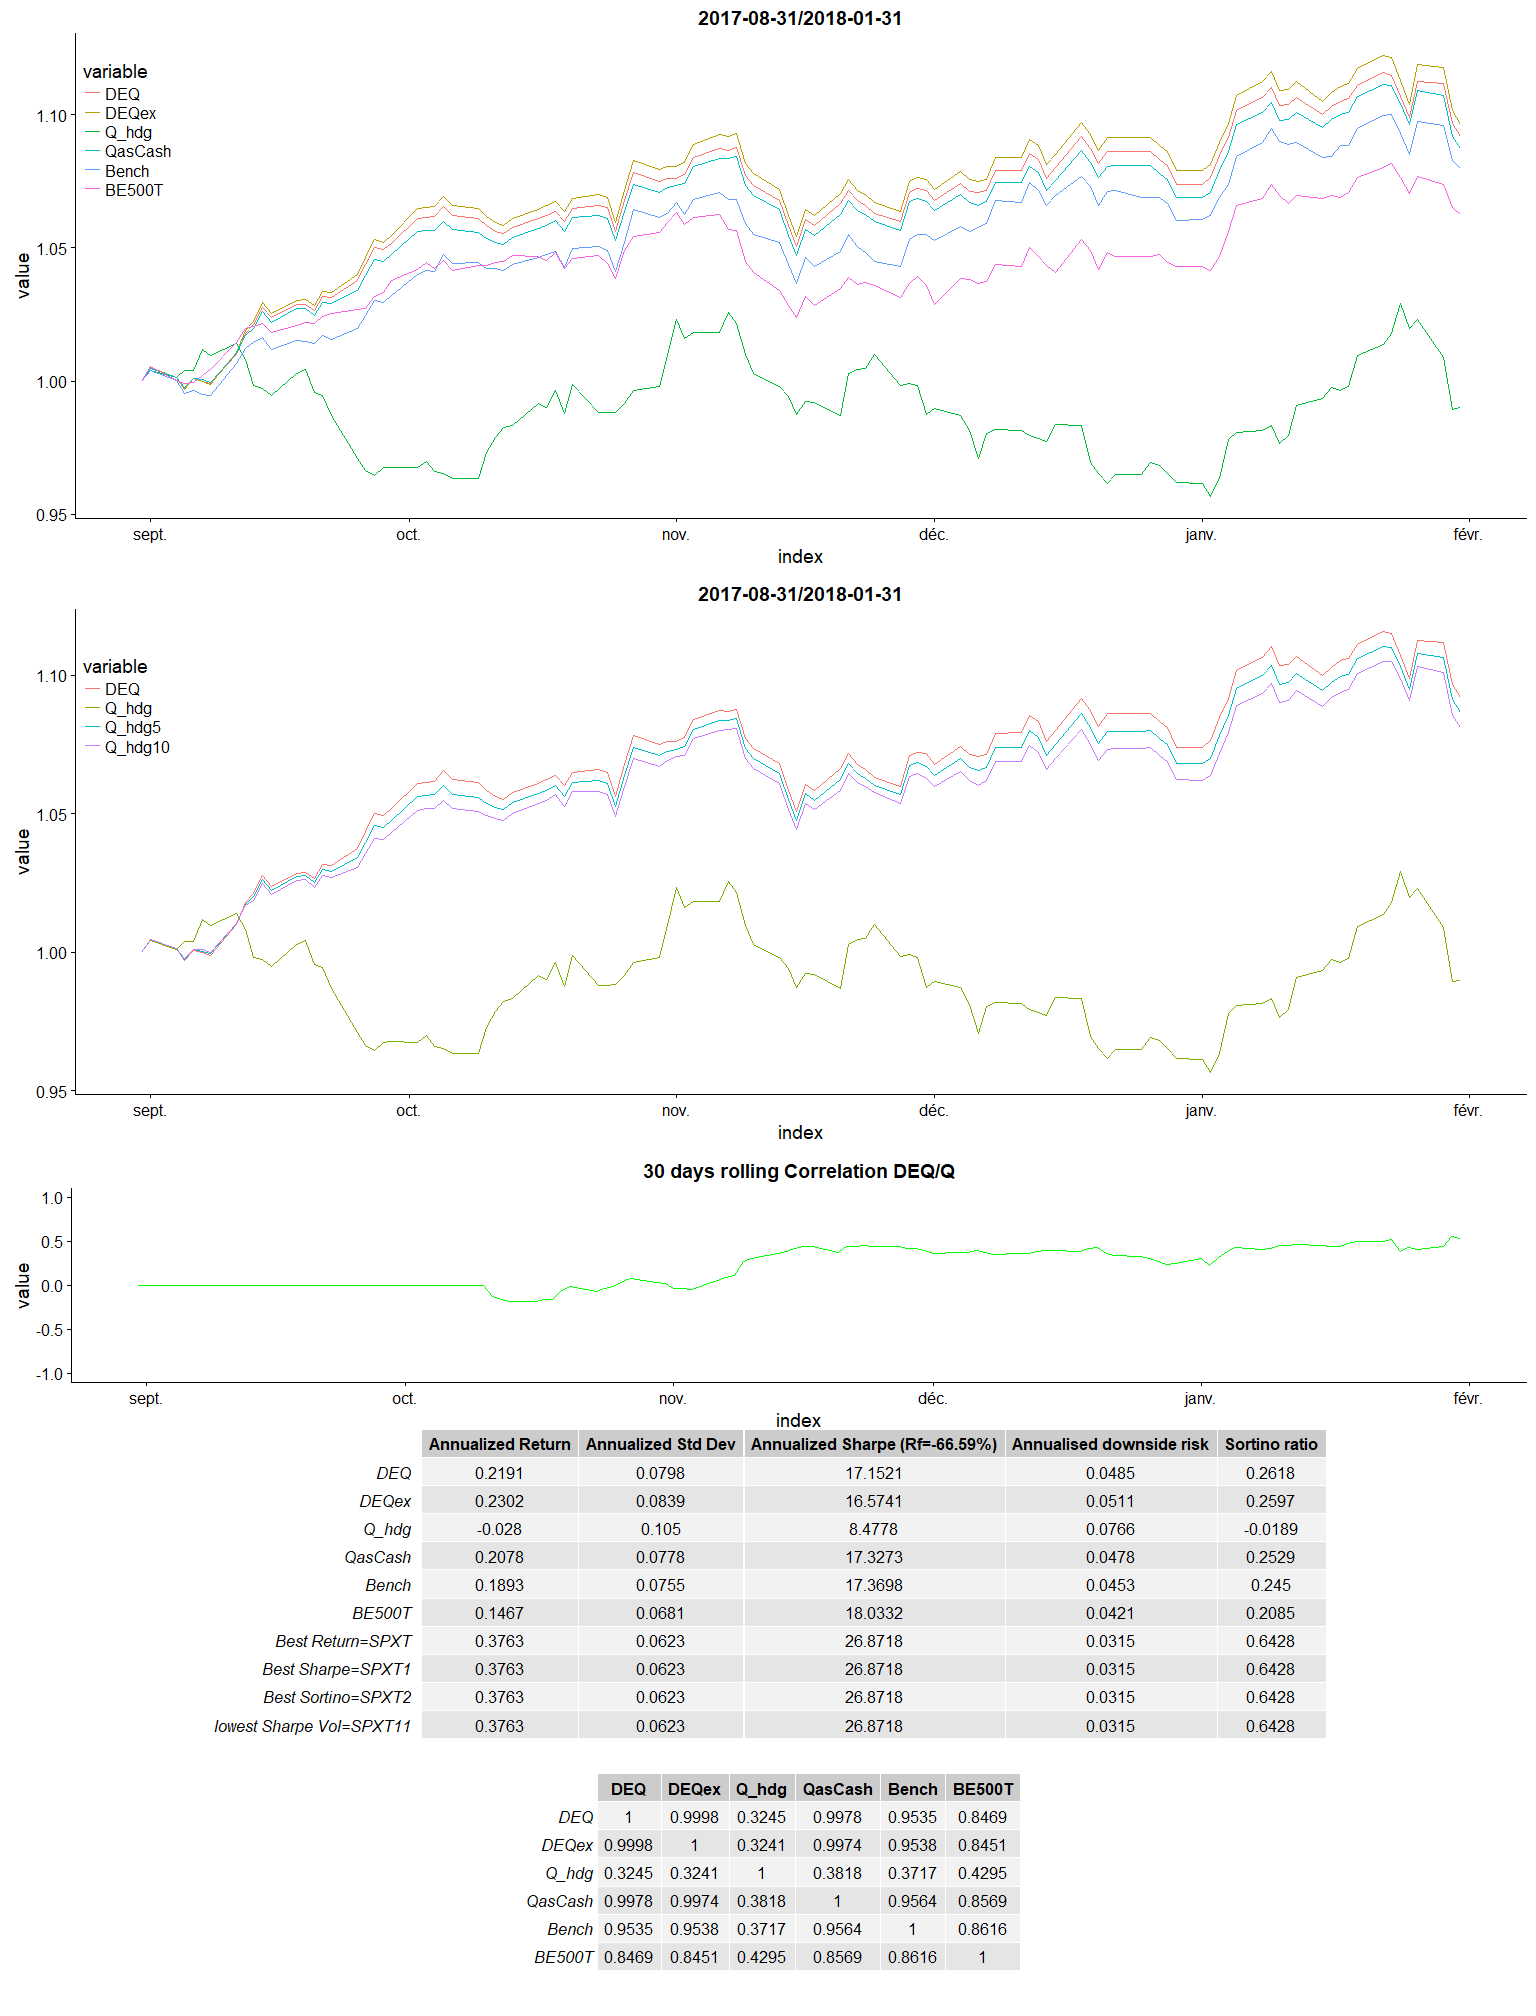 2017-08-31/2018-01-31
variable
DEQ
DEQex
Q_hdg
QasCash
Bench
BE500T
1.10
1.05
1.00
0.95
value
sept. oct. nov. déc. janv. févr.
index
2017-08-31/2018-01-31
variable
DEQ
Q_hdg
Q_hdg5
Q_hdg10
1.10
1.05
1.00
0.95
value
sept. oct. nov. déc. janv. févr.
index
30 days rolling Correlation DEQ/Q
1.0
0.5
0.0
-0.5
-1.0
value
sept. oct. nov. déc. janv. févr.
index
Annualized Return Annualized Std Dev Annualized Sharpe (Rf=-66.59%) Annualised downside risk Sortino ratio
DEQ 0.2191 0.0798 17.1521 0.0485 0.2618
DEQex 0.2302 0.0839 16.5741 0.0511 0.2597
Q_hdg -0.028 0.105 8.4778 0.0766 -0.0189
QasCash 0.2078 0.0778 17.3273 0.0478 0.2529
Bench 0.1893 0.0755 17.3698 0.0453 0.245
BE500T 0.1467 0.0681 18.0332 0.0421 0.2085
Best Return=SPXT 0.3763 0.0623 26.8718 0.0315 0.6428
Best Sharpe=SPXT1 0.3763 0.0623 26.8718 0.0315 0.6428
Best Sortino=SPXT2 0.3763 0.0623 26.8718 0.0315 0.6428
lowest Sharpe Vol=SPXT11 0.3763 0.0623 26.8718 0.0315 0.6428
DEQ DEQex Q_hdg QasCash Bench BE500T
DEQ 1 0.9998 0.3245 0.9978 0.9535 0.8469
DEQex 0.9998 1 0.3241 0.9974 0.9538 0.8451
Q_hdg 0.3245 0.3241 1 0.3818 0.3717 0.4295
QasCash 0.9978 0.9974 0.3818 1 0.9564 0.8569
Bench 0.9535 0.9538 0.3717 0.9564 1 0.8616
BE500T 0.8469 0.8451 0.4295 0.8569 0.8616 1